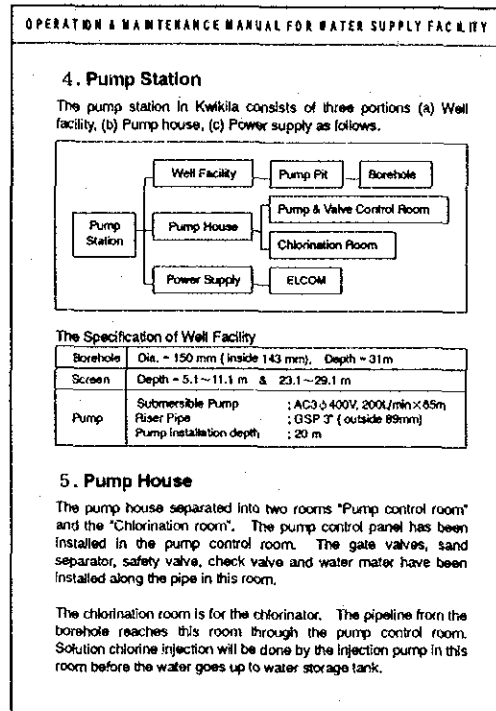 OPERATION & MAINTENANCE MANUAL FOR WATER SUPPLY FACILITY
4. Pump Station
The pump station in Kwikila consists of three portions (a) Well
facility, (b) Pump house, (c) Power supply as follows.
Well Facility
Pump Pit
Borehole
Pump & Valve Control Room
Pump
Station
Pump House
Chlorination Room
Power Supply
ELCOM
The Specification of Well Facility
Borehole Dia. = 150 mm ( inside 143 mm), Depth = 31m
Screen Depth = 5.1～11.1 m & 23.1～29.1 m
Pump
Submersible Pump ; AC3 φ 400V, 200L/min×65m
Riser Pipe ; GSP 3" ( outside 89mm)
Pump installation depth ; 20 m
5. Pump House
The pump house separated into two rooms "Pump control room"
and the "Chlorination room". The pump control panel has been
installed in the pump control room. The gate valves, sand
separator, safety valve, check valve and water mater have been
installed along the pipe in this room.
The chlorination room is for the chlorinator. The pipeline from the
borehole reaches this room through the pump control room.
Solution chlorine injection will be done by the injection pump in this
room before the water goes up to water storage tank.